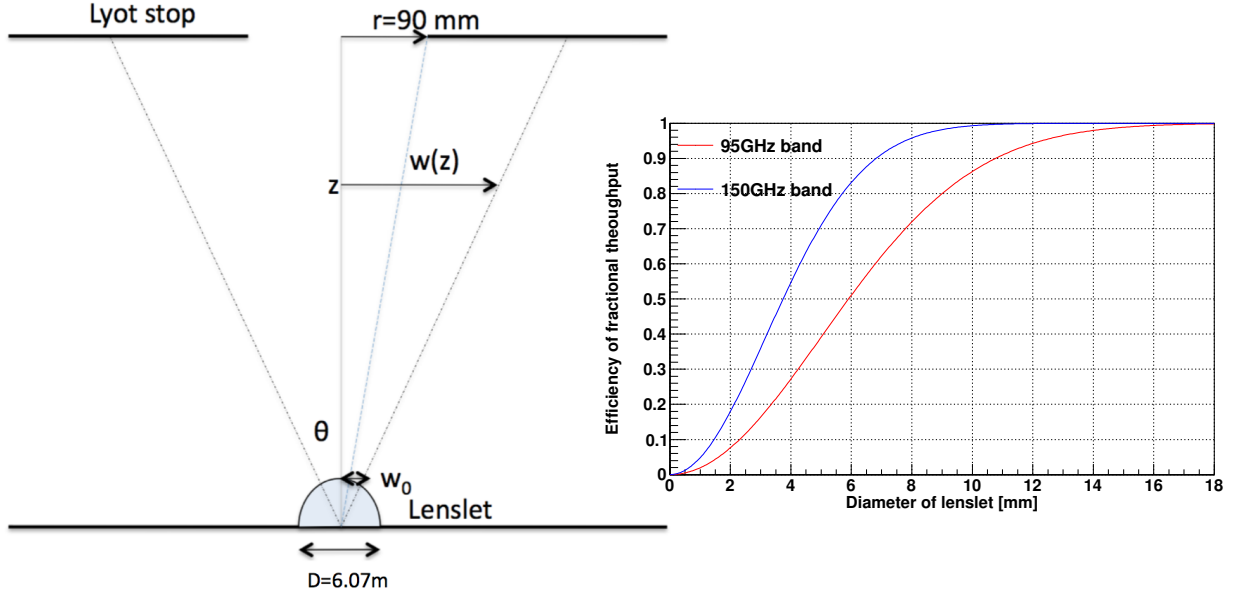 Lyot stop
r=90 mm
w(z)
z
θ
w0
Lenslet
D=6.07m
Efficiency of fractional theoughput
1
0.9
0.8
0.7
0.6
0.5
0.4
0.3
0.2
0.1
0
95GHz band
150GHz band
0 2 4 6 8 10 12 14 16 18
Diameter of lenslet [mm]